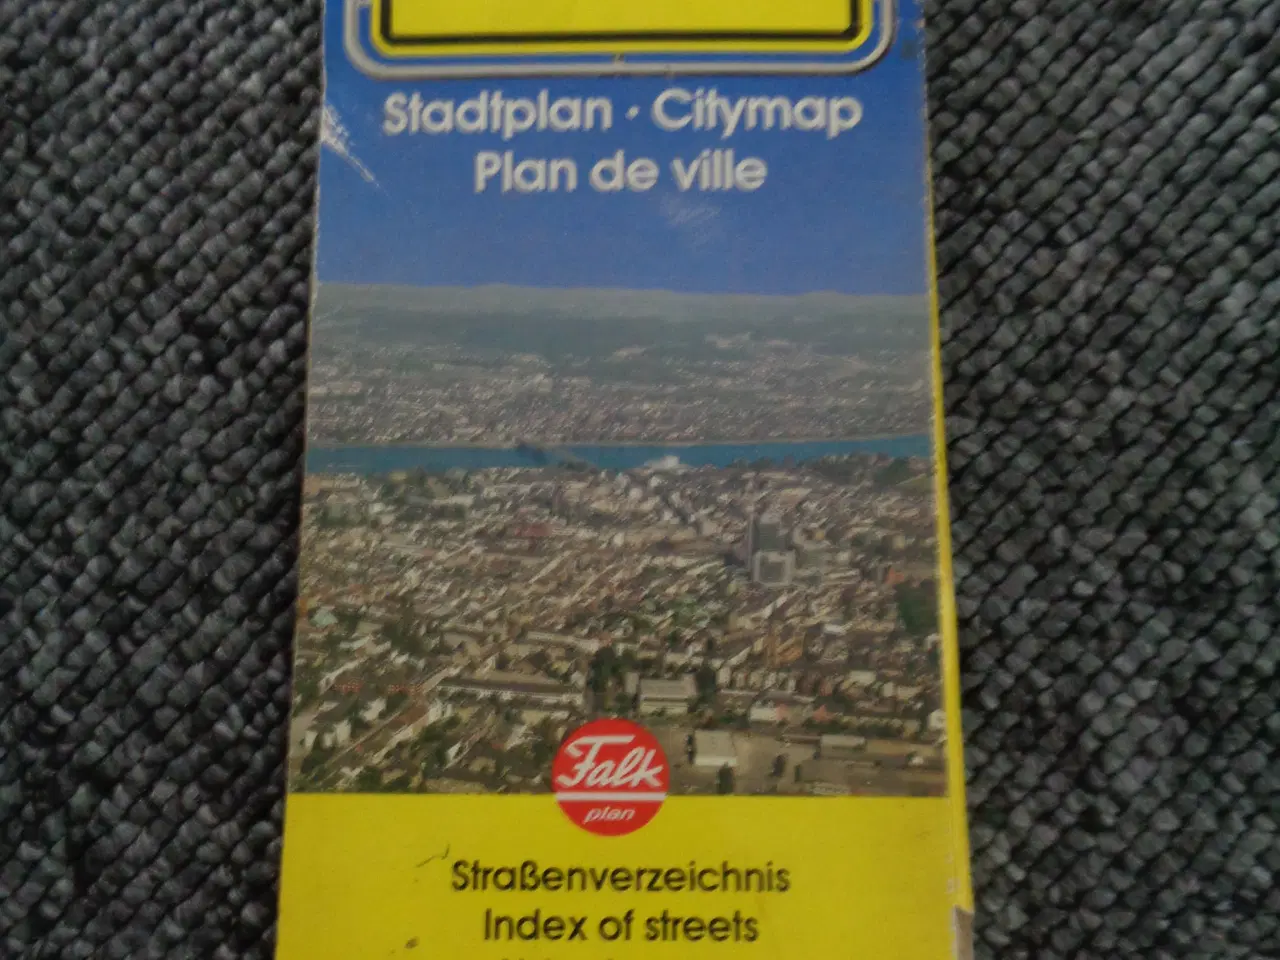 Stadtplan · Citymap
Plan de ville
Falk
plan
Straßenverzeichnis
Index of streets